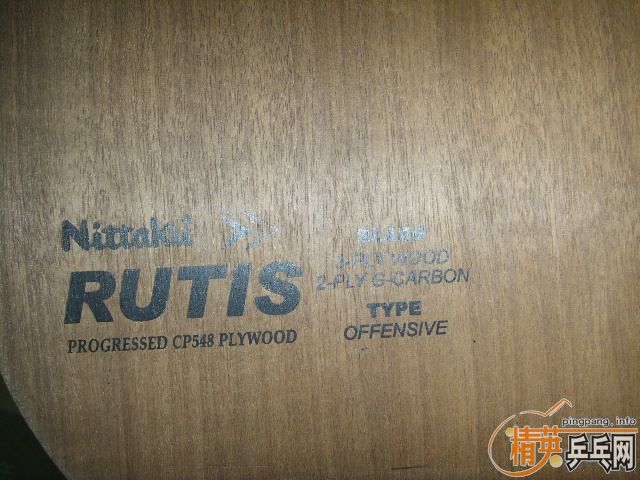 Nittaku
RUTIS
PROGRESSED CP548 PLYWOOD
BLADE
3-PLY WOOD
2-PLY G-CARBON
TYPE
OFFENSIVE
pingpang.info
精英乒乓网